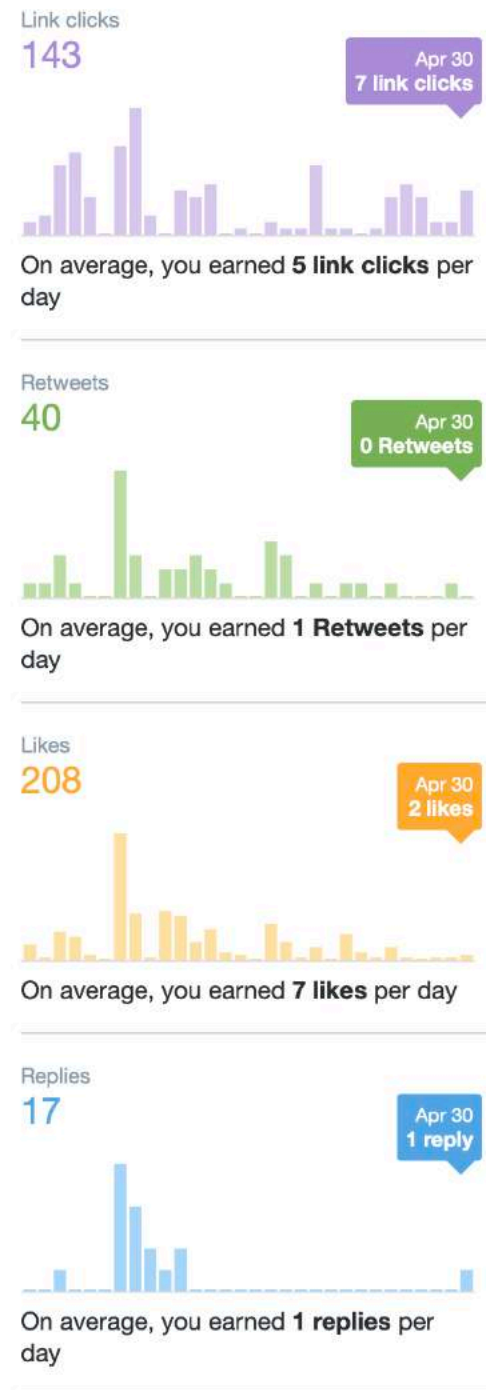 Link clicks
143
Apr 30
7 link clicks
On average, you earned 5 link clicks per
day
Retweets
40
Apr 30
0 Retweets
On average, you earned 1 Retweets per
day
Likes
208
Apr 30
2 likes
On average, you earned 7 likes per day
Replies
17
Apr 30
1 reply
On average, you earned 1 replies per
day